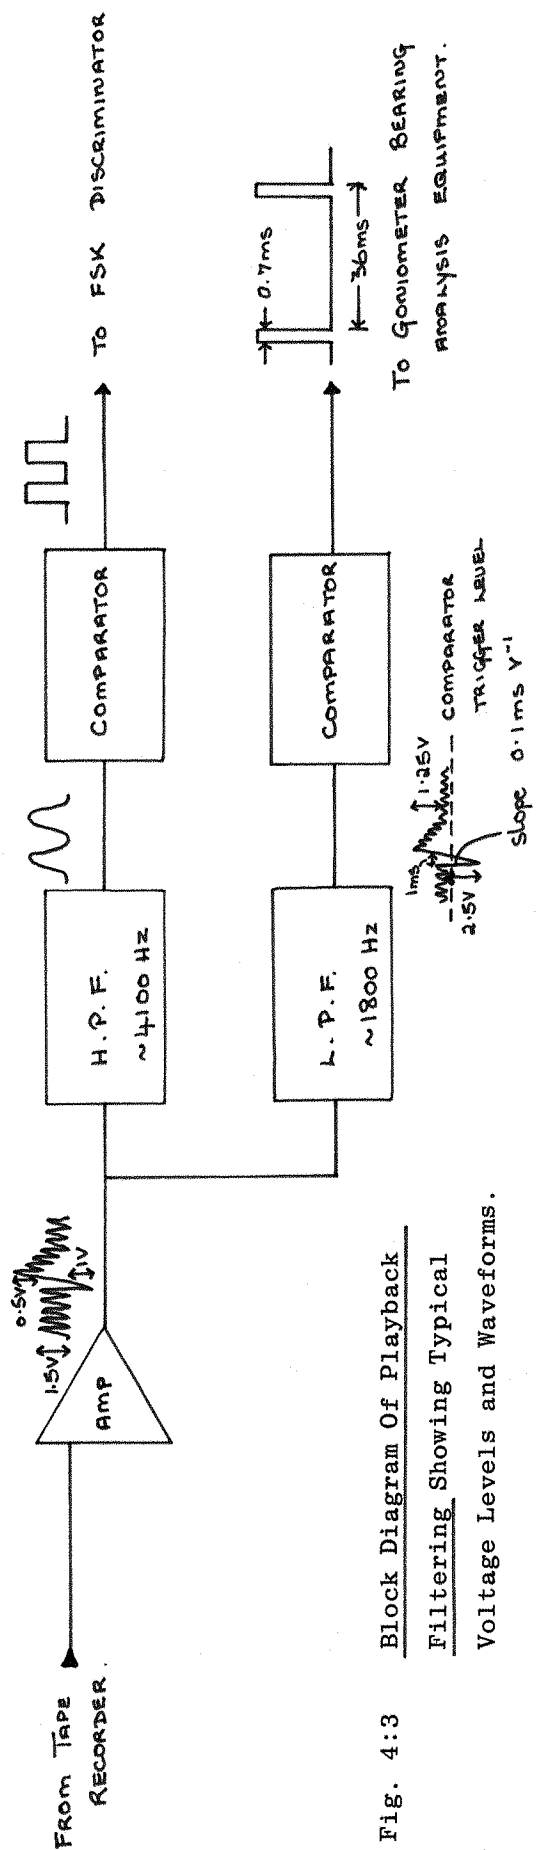 FROM TAPE
RECORDER.
AMP
1.5V
0.5V
1V
H. P. F.
~4100 Hz
COMPARATOR
TO FSK DISCRIMINATOR
L. P. F.
~1800 Hz
COMPARATOR
0.7ms
36ms
TO GONIOMETER BEARING
ANALYSIS EQUIPMENT.
1ms
1.25V
2.5V
COMPARATOR
TRIGGER LEVEL
Slope 0.1ms V⁻¹
Fig. 4:3 Block Diagram Of Playback
Filtering Showing Typical
Voltage Levels and Waveforms.